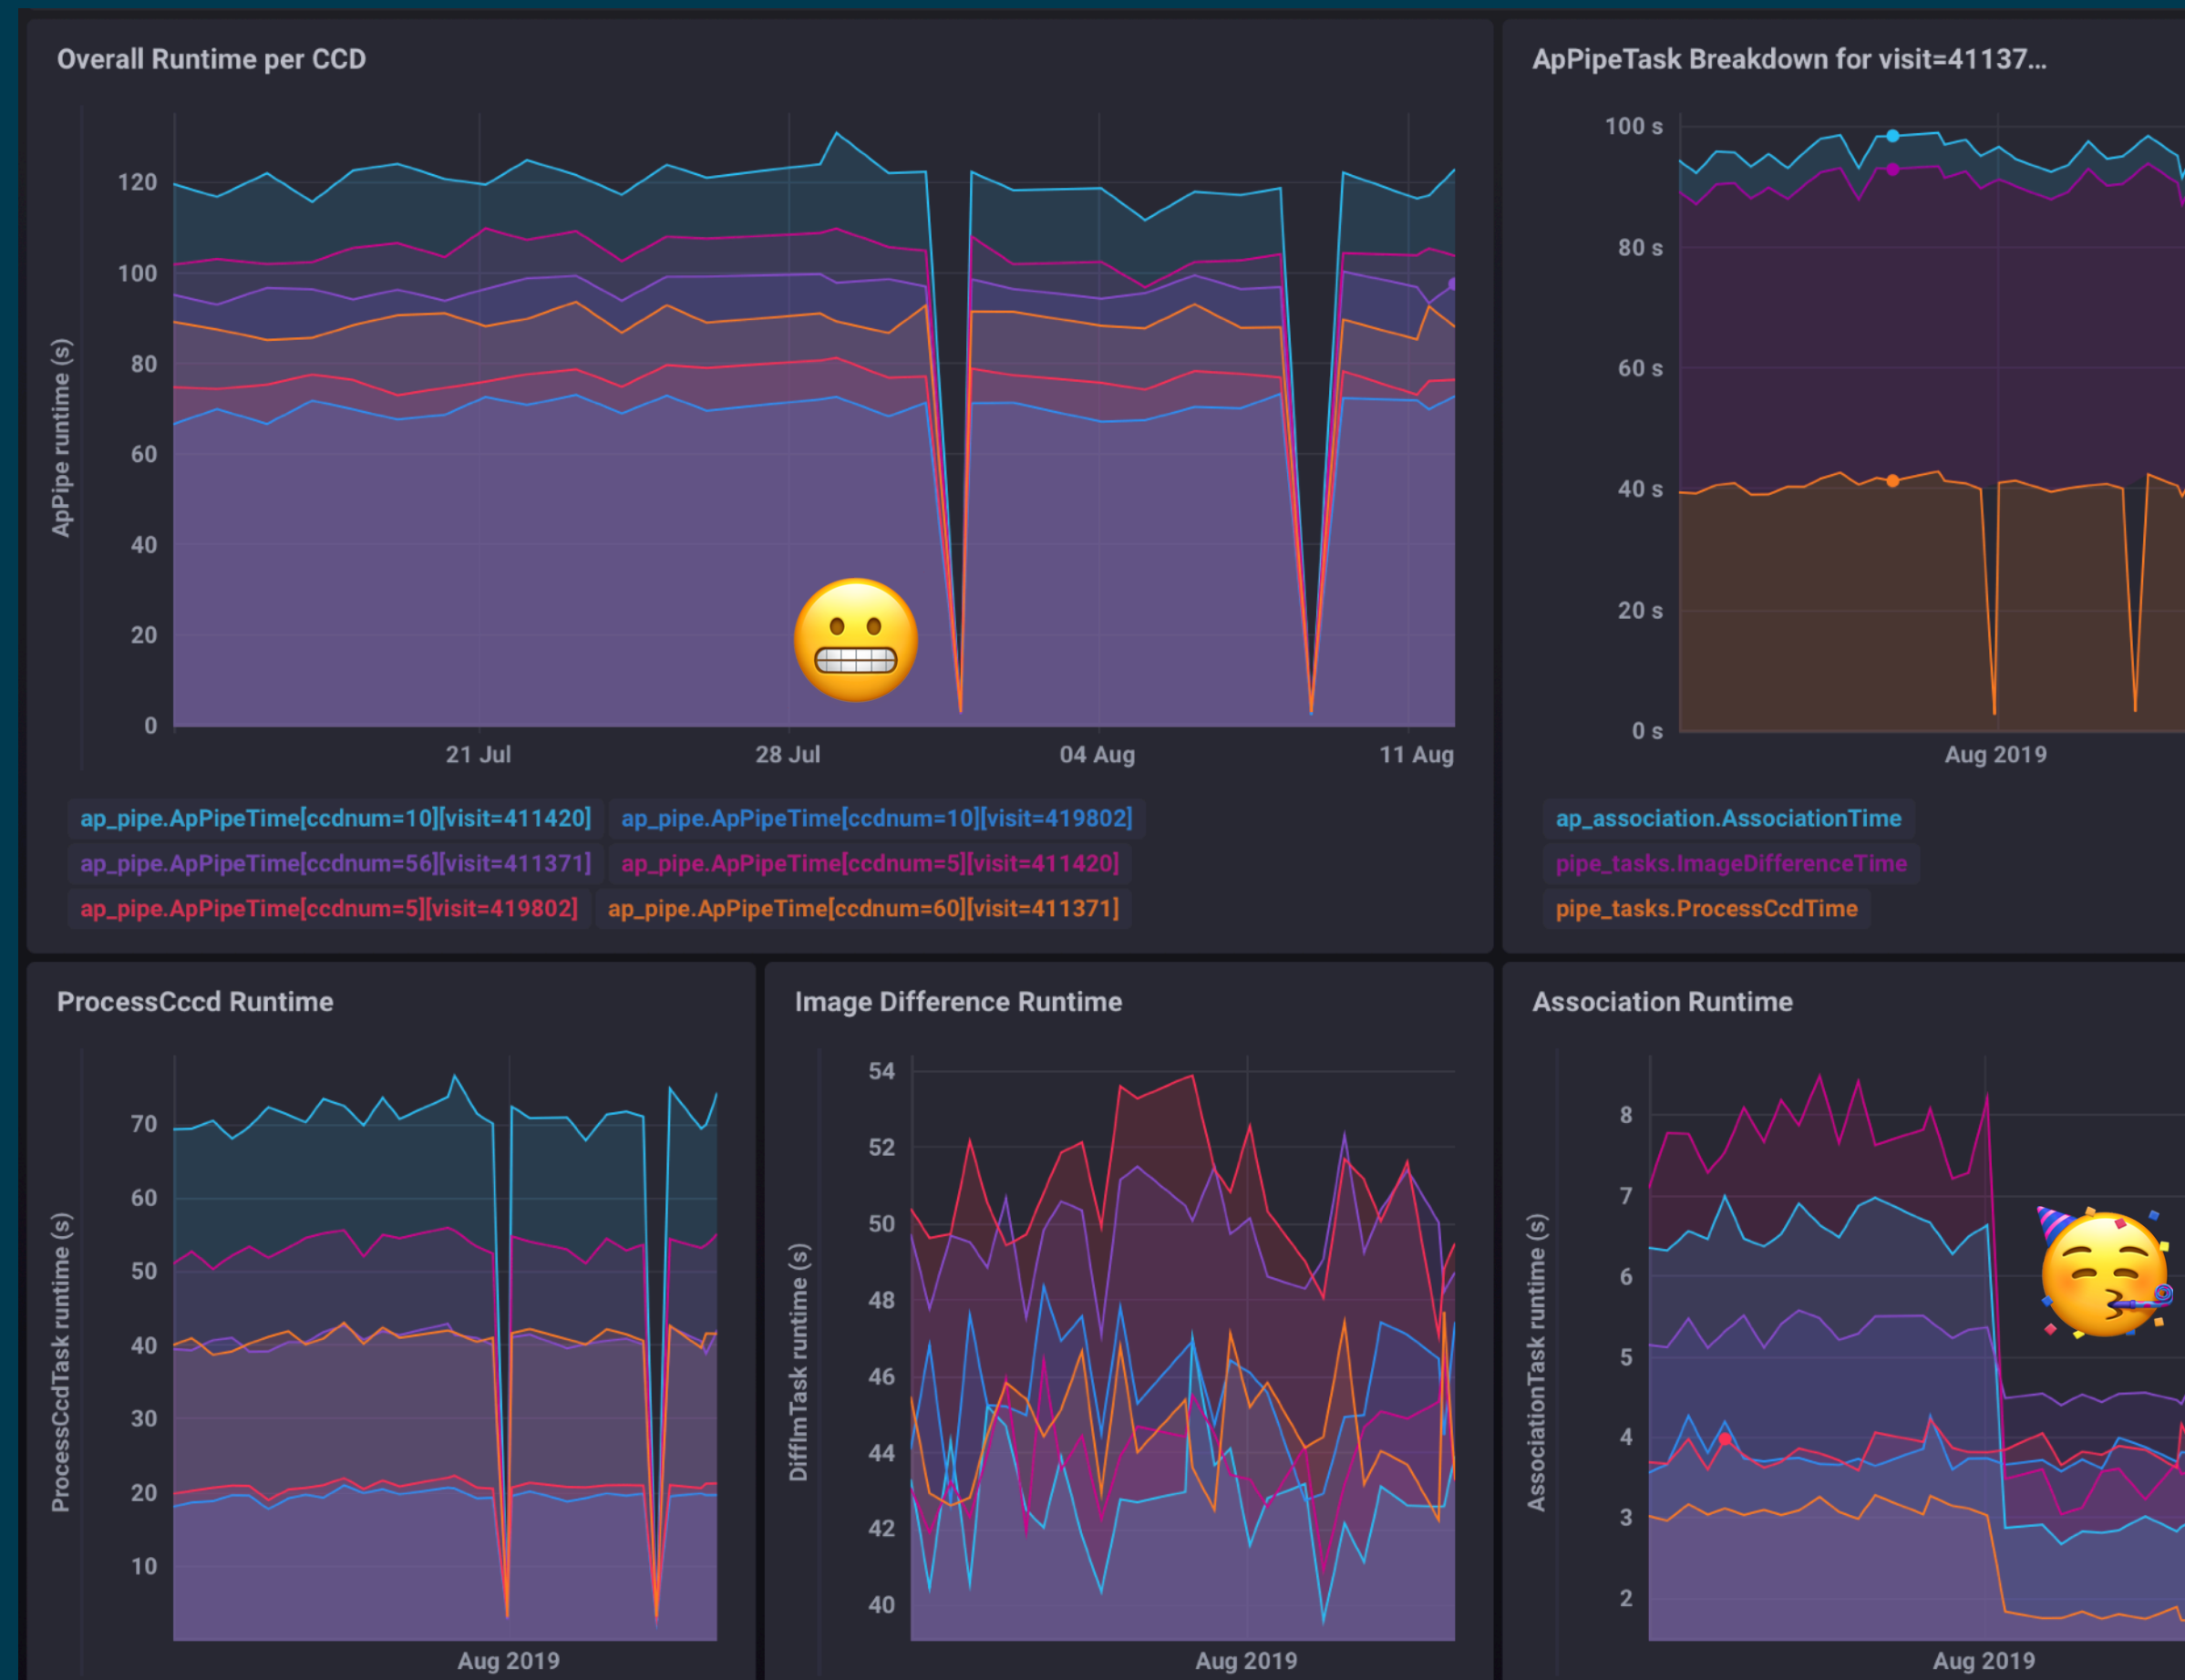 Overall Runtime per CCD
ApPipe runtime (s)
120
100
80
60
40
20
0
21 Jul 28 Jul 04 Aug 11 Aug
ap_pipe.ApPipeTime[ccdnum=10][visit=411420] ap_pipe.ApPipeTime[ccdnum=10][visit=419802]
ap_pipe.ApPipeTime[ccdnum=56][visit=411371] ap_pipe.ApPipeTime[ccdnum=5][visit=411420]
ap_pipe.ApPipeTime[ccdnum=5][visit=419802] ap_pipe.ApPipeTime[ccdnum=60][visit=411371]
ApPipeTask Breakdown for visit=41137...
100 s
80 s
60 s
40 s
20 s
0 s
Aug 2019
ap_association.AssociationTime
pipe_tasks.ImageDifferenceTime
pipe_tasks.ProcessCcdTime
ProcessCccd Runtime
ProcessCcdTask runtime (s)
70
60
50
40
30
20
10
Aug 2019
Image Difference Runtime
DiffImTask runtime (s)
54
52
50
48
46
44
42
40
Aug 2019
Association Runtime
AssociationTask runtime (s)
8
7
6
5
4
3
2
Aug 2019